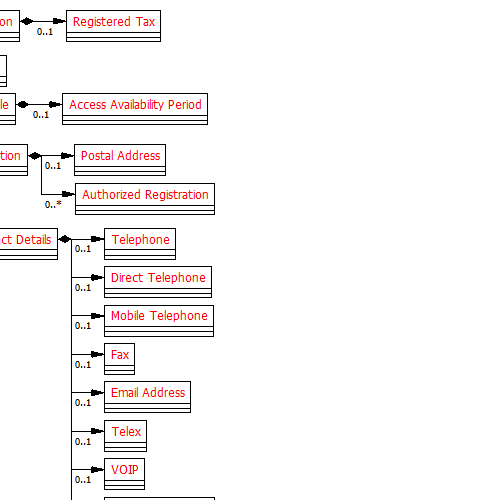 on
Registered Tax
0..1
le
Access Availability Period
0..1
tion
Postal Address
0..1
Authorized Registration
0..*
ct Details
Telephone
0..1
Direct Telephone
0..1
Mobile Telephone
0..1
Fax
0..1
Email Address
0..1
Telex
0..1
VOIP
0..1